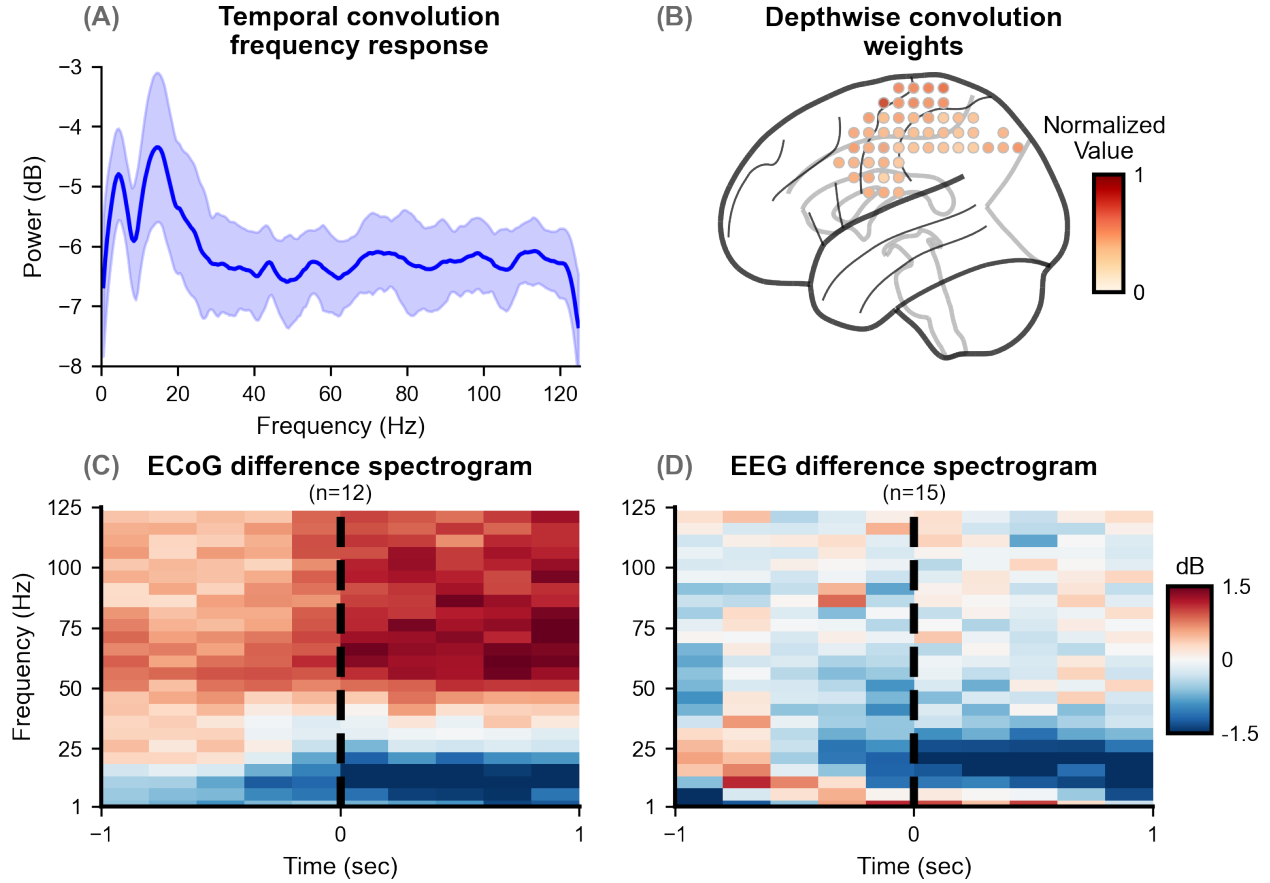 (A)
Temporal convolution
frequency response
Power (dB)
−3
−4
−5
−6
−7
−8
0
20
40
60
80
100
120
Frequency (Hz)
(B)
Depthwise convolution
weights
Normalized
Value
1
0
(C)
ECoG difference spectrogram
(n=12)
Frequency (Hz)
125
100
75
50
25
1
−1
0
1
Time (sec)
(D)
EEG difference spectrogram
(n=15)
125
100
75
50
25
1
−1
0
1
Time (sec)
dB
1.5
0
-1.5